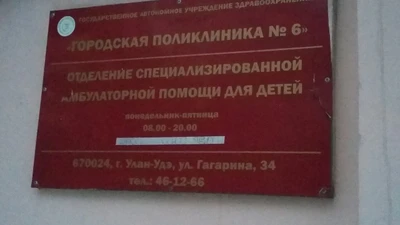 ГОСУДАРСТВЕННОЕ АВТОНОМНОЕ УЧРЕЖДЕНИЕ ЗДРАВООХРАНЕНИЯ
«ГОРОДСКАЯ ПОЛИКЛИНИКА № 6»
ОТДЕЛЕНИЕ СПЕЦИАЛИЗИРОВАННОЙ
АМБУЛАТОРНОЙ ПОМОЩИ ДЛЯ ДЕТЕЙ
ПОНЕДЕЛЬНИК-ПЯТНИЦА
08.00 - 20.00
670024, г. Улан-Удэ, ул. Гагарина, 34
тел.: 46-12-66